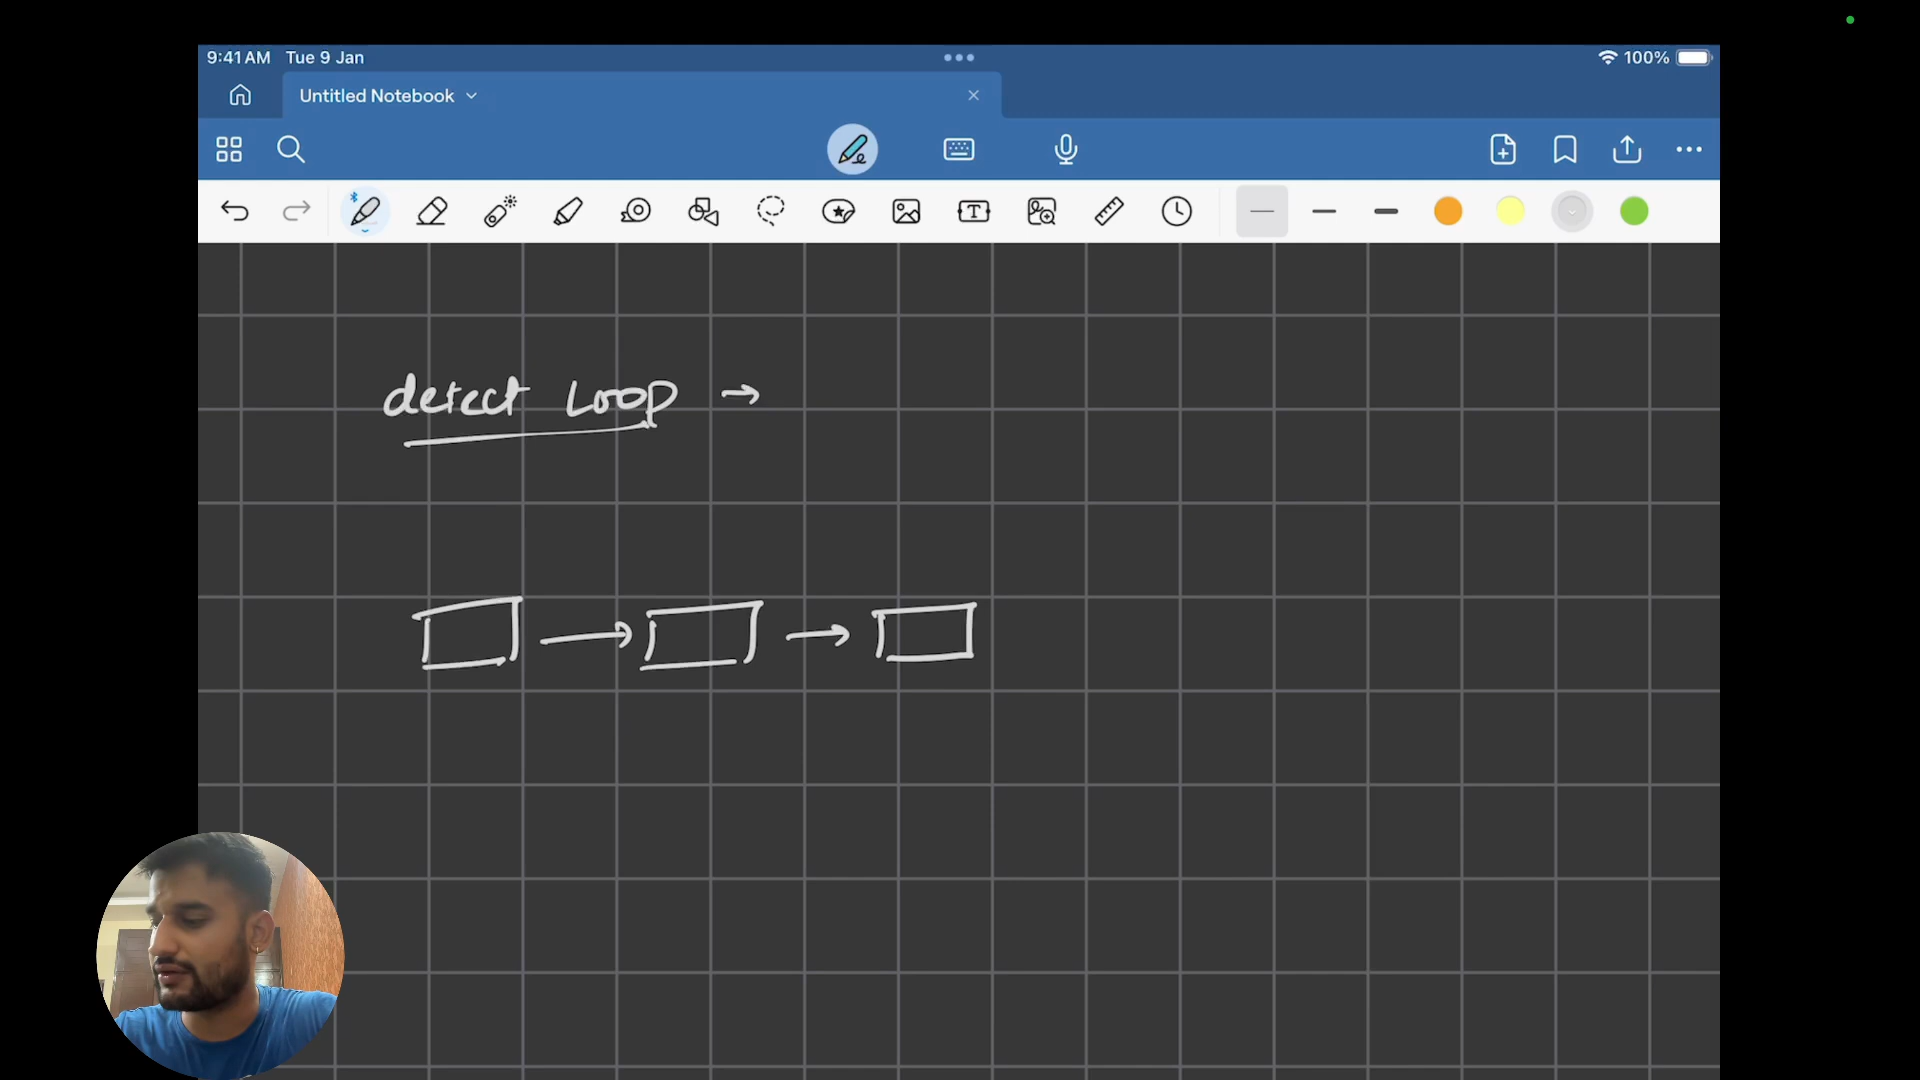 9:41 AM Tue 9 Jan 100%
Untitled Notebook
T
detect Loop →